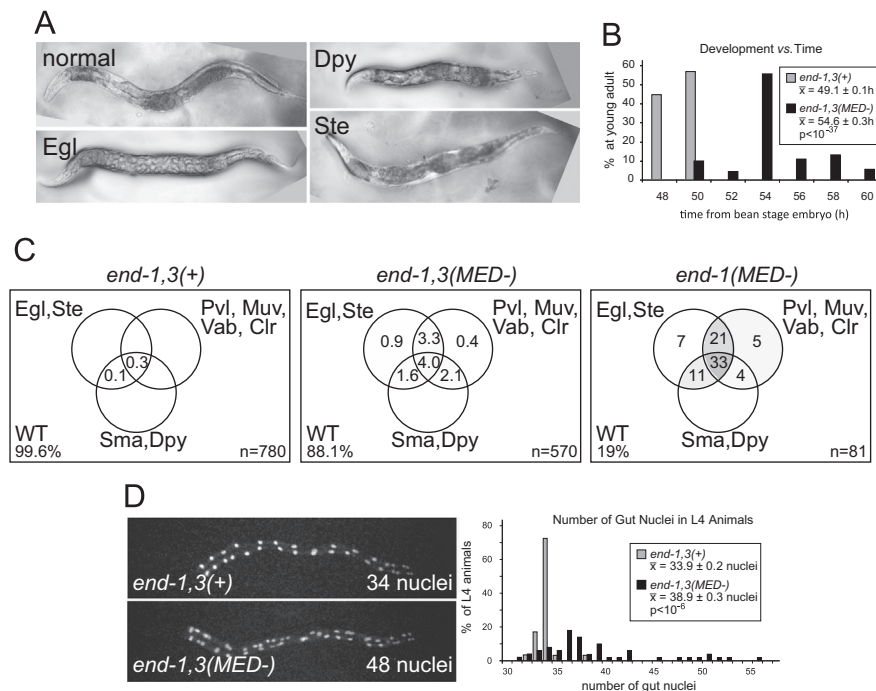 A
normal
Egl
Dpy
Ste
B
Development vs. Time
% at young adult
60
50
40
30
20
10
0
48 50 52 54 56 58 60
time from bean stage embryo (h)
end-1,3(+)
x̅ = 49.1 ± 0.1h
end-1,3(MED-)
x̅ = 54.6 ± 0.3h
p<10⁻³⁷
C
end-1,3(+)
Egl,Ste
Pvl, Muv,
Vab, Clr
0.3
0.1
Sma,Dpy
WT
99.6%
n=780
end-1,3(MED-)
Egl,Ste
Pvl, Muv,
Vab, Clr
0.9 3.3 0.4
4.0
1.6 2.1
Sma,Dpy
WT
88.1%
n=570
end-1(MED-)
Egl,Ste
Pvl, Muv,
Vab, Clr
7 21 5
33
11 4
Sma,Dpy
WT
19%
n=81
D
end-1,3(+)
34 nuclei
end-1,3(MED-)
48 nuclei
Number of Gut Nuclei in L4 Animals
% of L4 animals
80
60
40
20
0
30 35 40 45 50 55
number of gut nuclei
end-1,3(+)
x̅ = 33.9 ± 0.2 nuclei
end-1,3(MED-)
x̅ = 38.9 ± 0.3 nuclei
p<10⁻⁶